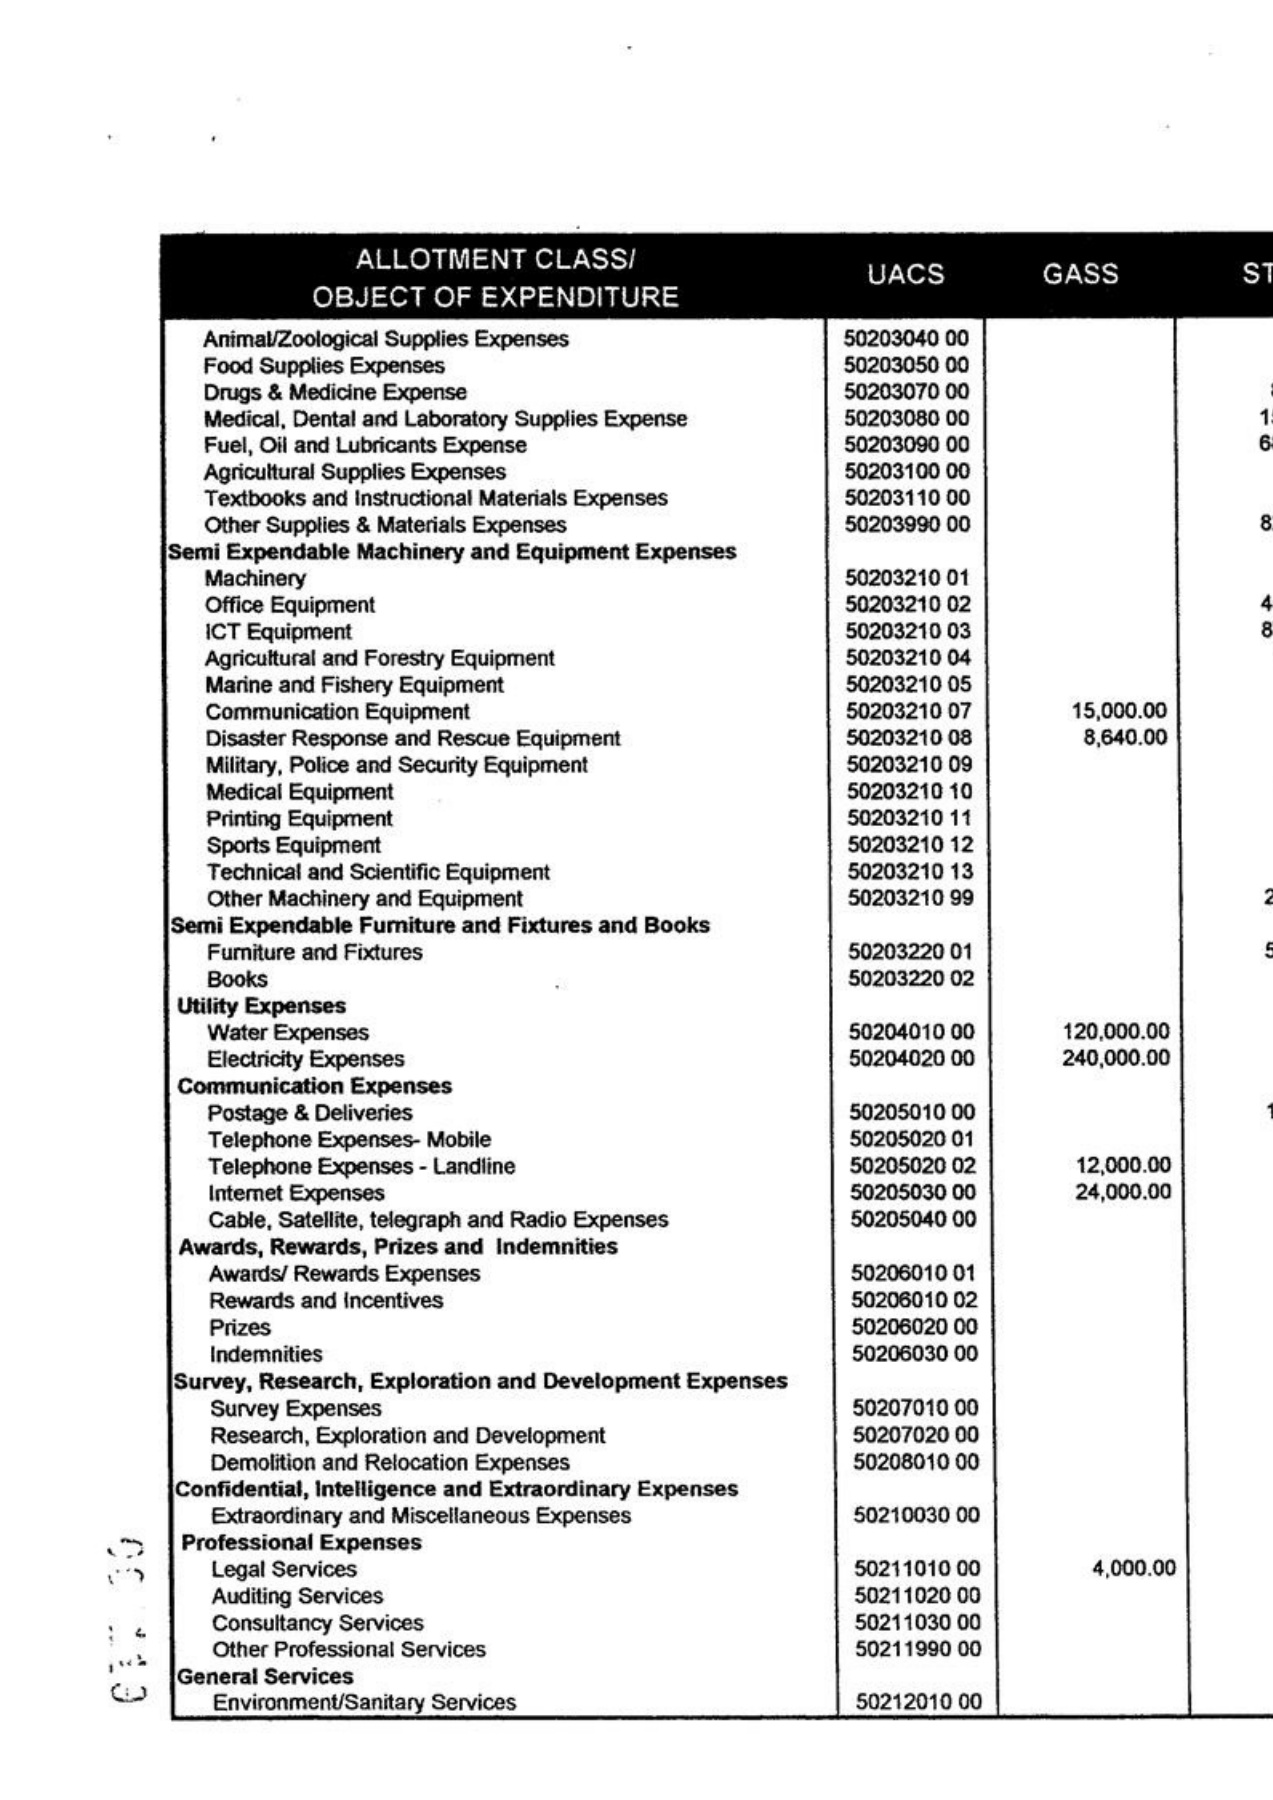 ALLOTMENT CLASS/
OBJECT OF EXPENDITURE UACS GASS ST
Animal/Zoological Supplies Expenses 50203040 00
Food Supplies Expenses 50203050 00
Drugs & Medicine Expense 50203070 00
Medical, Dental and Laboratory Supplies Expense 50203080 00 1
Fuel, Oil and Lubricants Expense 50203090 00 6
Agricultural Supplies Expenses 50203100 00
Textbooks and Instructional Materials Expenses 50203110 00
Other Supplies & Materials Expenses 50203990 00 8
Semi Expendable Machinery and Equipment Expenses
Machinery 50203210 01
Office Equipment 50203210 02 4
ICT Equipment 50203210 03 8
Agricultural and Forestry Equipment 50203210 04
Marine and Fishery Equipment 50203210 05
Communication Equipment 50203210 07 15,000.00
Disaster Response and Rescue Equipment 50203210 08 8,640.00
Military, Police and Security Equipment 50203210 09
Medical Equipment 50203210 10
Printing Equipment 50203210 11
Sports Equipment 50203210 12
Technical and Scientific Equipment 50203210 13
Other Machinery and Equipment 50203210 99 2
Semi Expendable Furniture and Fixtures and Books
Furniture and Fixtures 50203220 01 5
Books 50203220 02
Utility Expenses
Water Expenses 50204010 00 120,000.00
Electricity Expenses 50204020 00 240,000.00
Communication Expenses
Postage & Deliveries 50205010 00 1
Telephone Expenses- Mobile 50205020 01
Telephone Expenses - Landline 50205020 02 12,000.00
Internet Expenses 50205030 00 24,000.00
Cable, Satellite, telegraph and Radio Expenses 50205040 00
Awards, Rewards, Prizes and Indemnities
Awards/ Rewards Expenses 50206010 01
Rewards and Incentives 50206010 02
Prizes 50206020 00
Indemnities 50206030 00
Survey, Research, Exploration and Development Expenses
Survey Expenses 50207010 00
Research, Exploration and Development 50207020 00
Demolition and Relocation Expenses 50208010 00
Confidential, Intelligence and Extraordinary Expenses
Extraordinary and Miscellaneous Expenses 50210030 00
Professional Expenses
Legal Services 50211010 00 4,000.00
Auditing Services 50211020 00
Consultancy Services 50211030 00
Other Professional Services 50211990 00
General Services
Environment/Sanitary Services 50212010 00